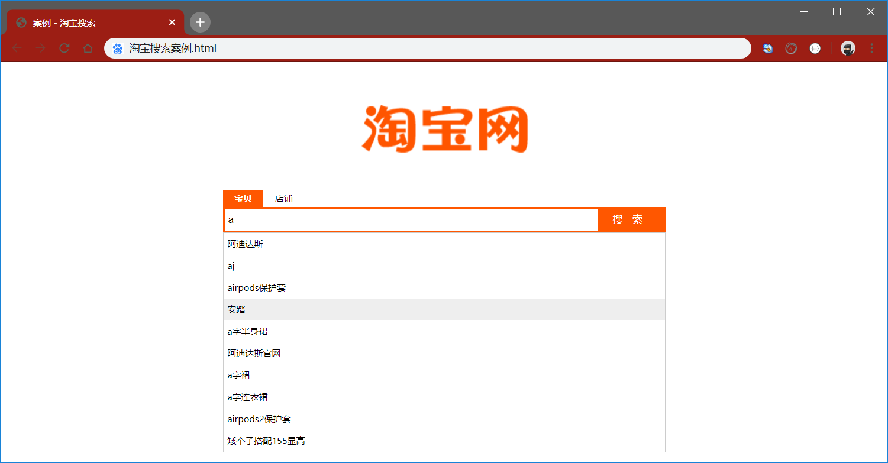 案例 - 淘宝搜索
淘宝搜索案例.html
淘宝网
宝贝 店铺
a 搜 索
阿迪达斯
aj
airpods保护套
安踏
a字半身裙
阿迪达斯官网
a字裙
a字连衣裙
airpods2保护套
矮个子搭配155显高